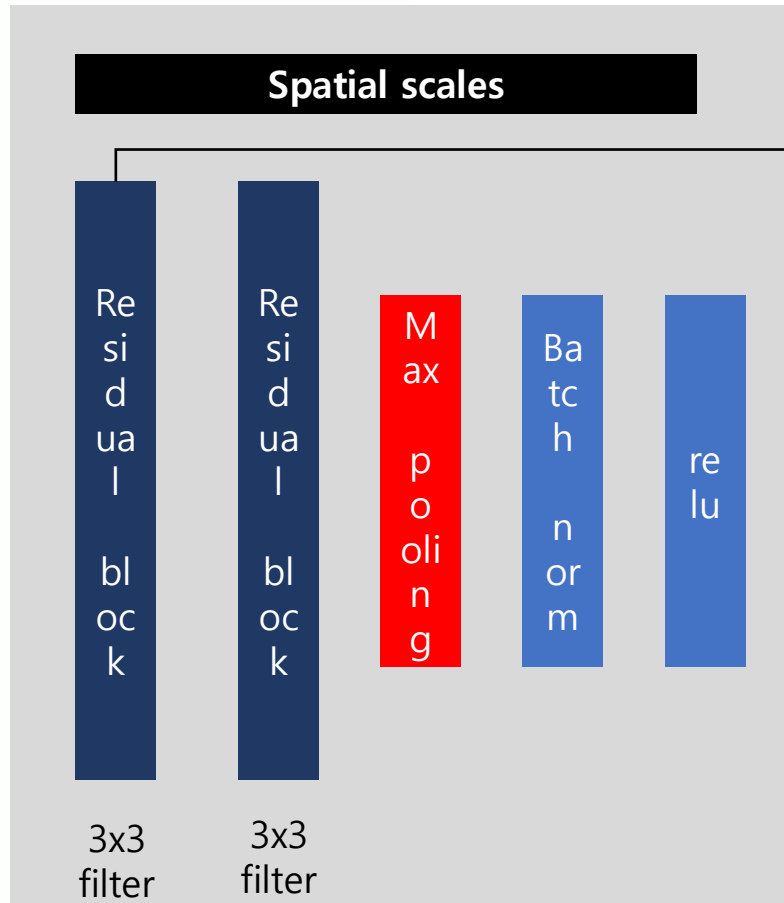 Spatial scales
Re
si
d
ua
l
bl
oc
k
Re
si
d
ua
l
bl
oc
k
M
ax
p
o
oli
n
g
Ba
tc
h
n
or
m
re
lu
3x3
filter
3x3
filter